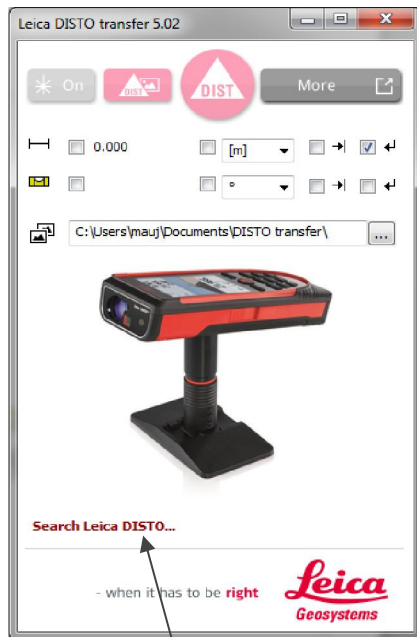 Leica DISTO transfer 5.02
On
DIST
DIST
More
0.000
[m]
°
C:\Users\mauj\Documents\DISTO transfer\
...
Search Leica DISTO...
- when it has to be right
Leica
Geosystems